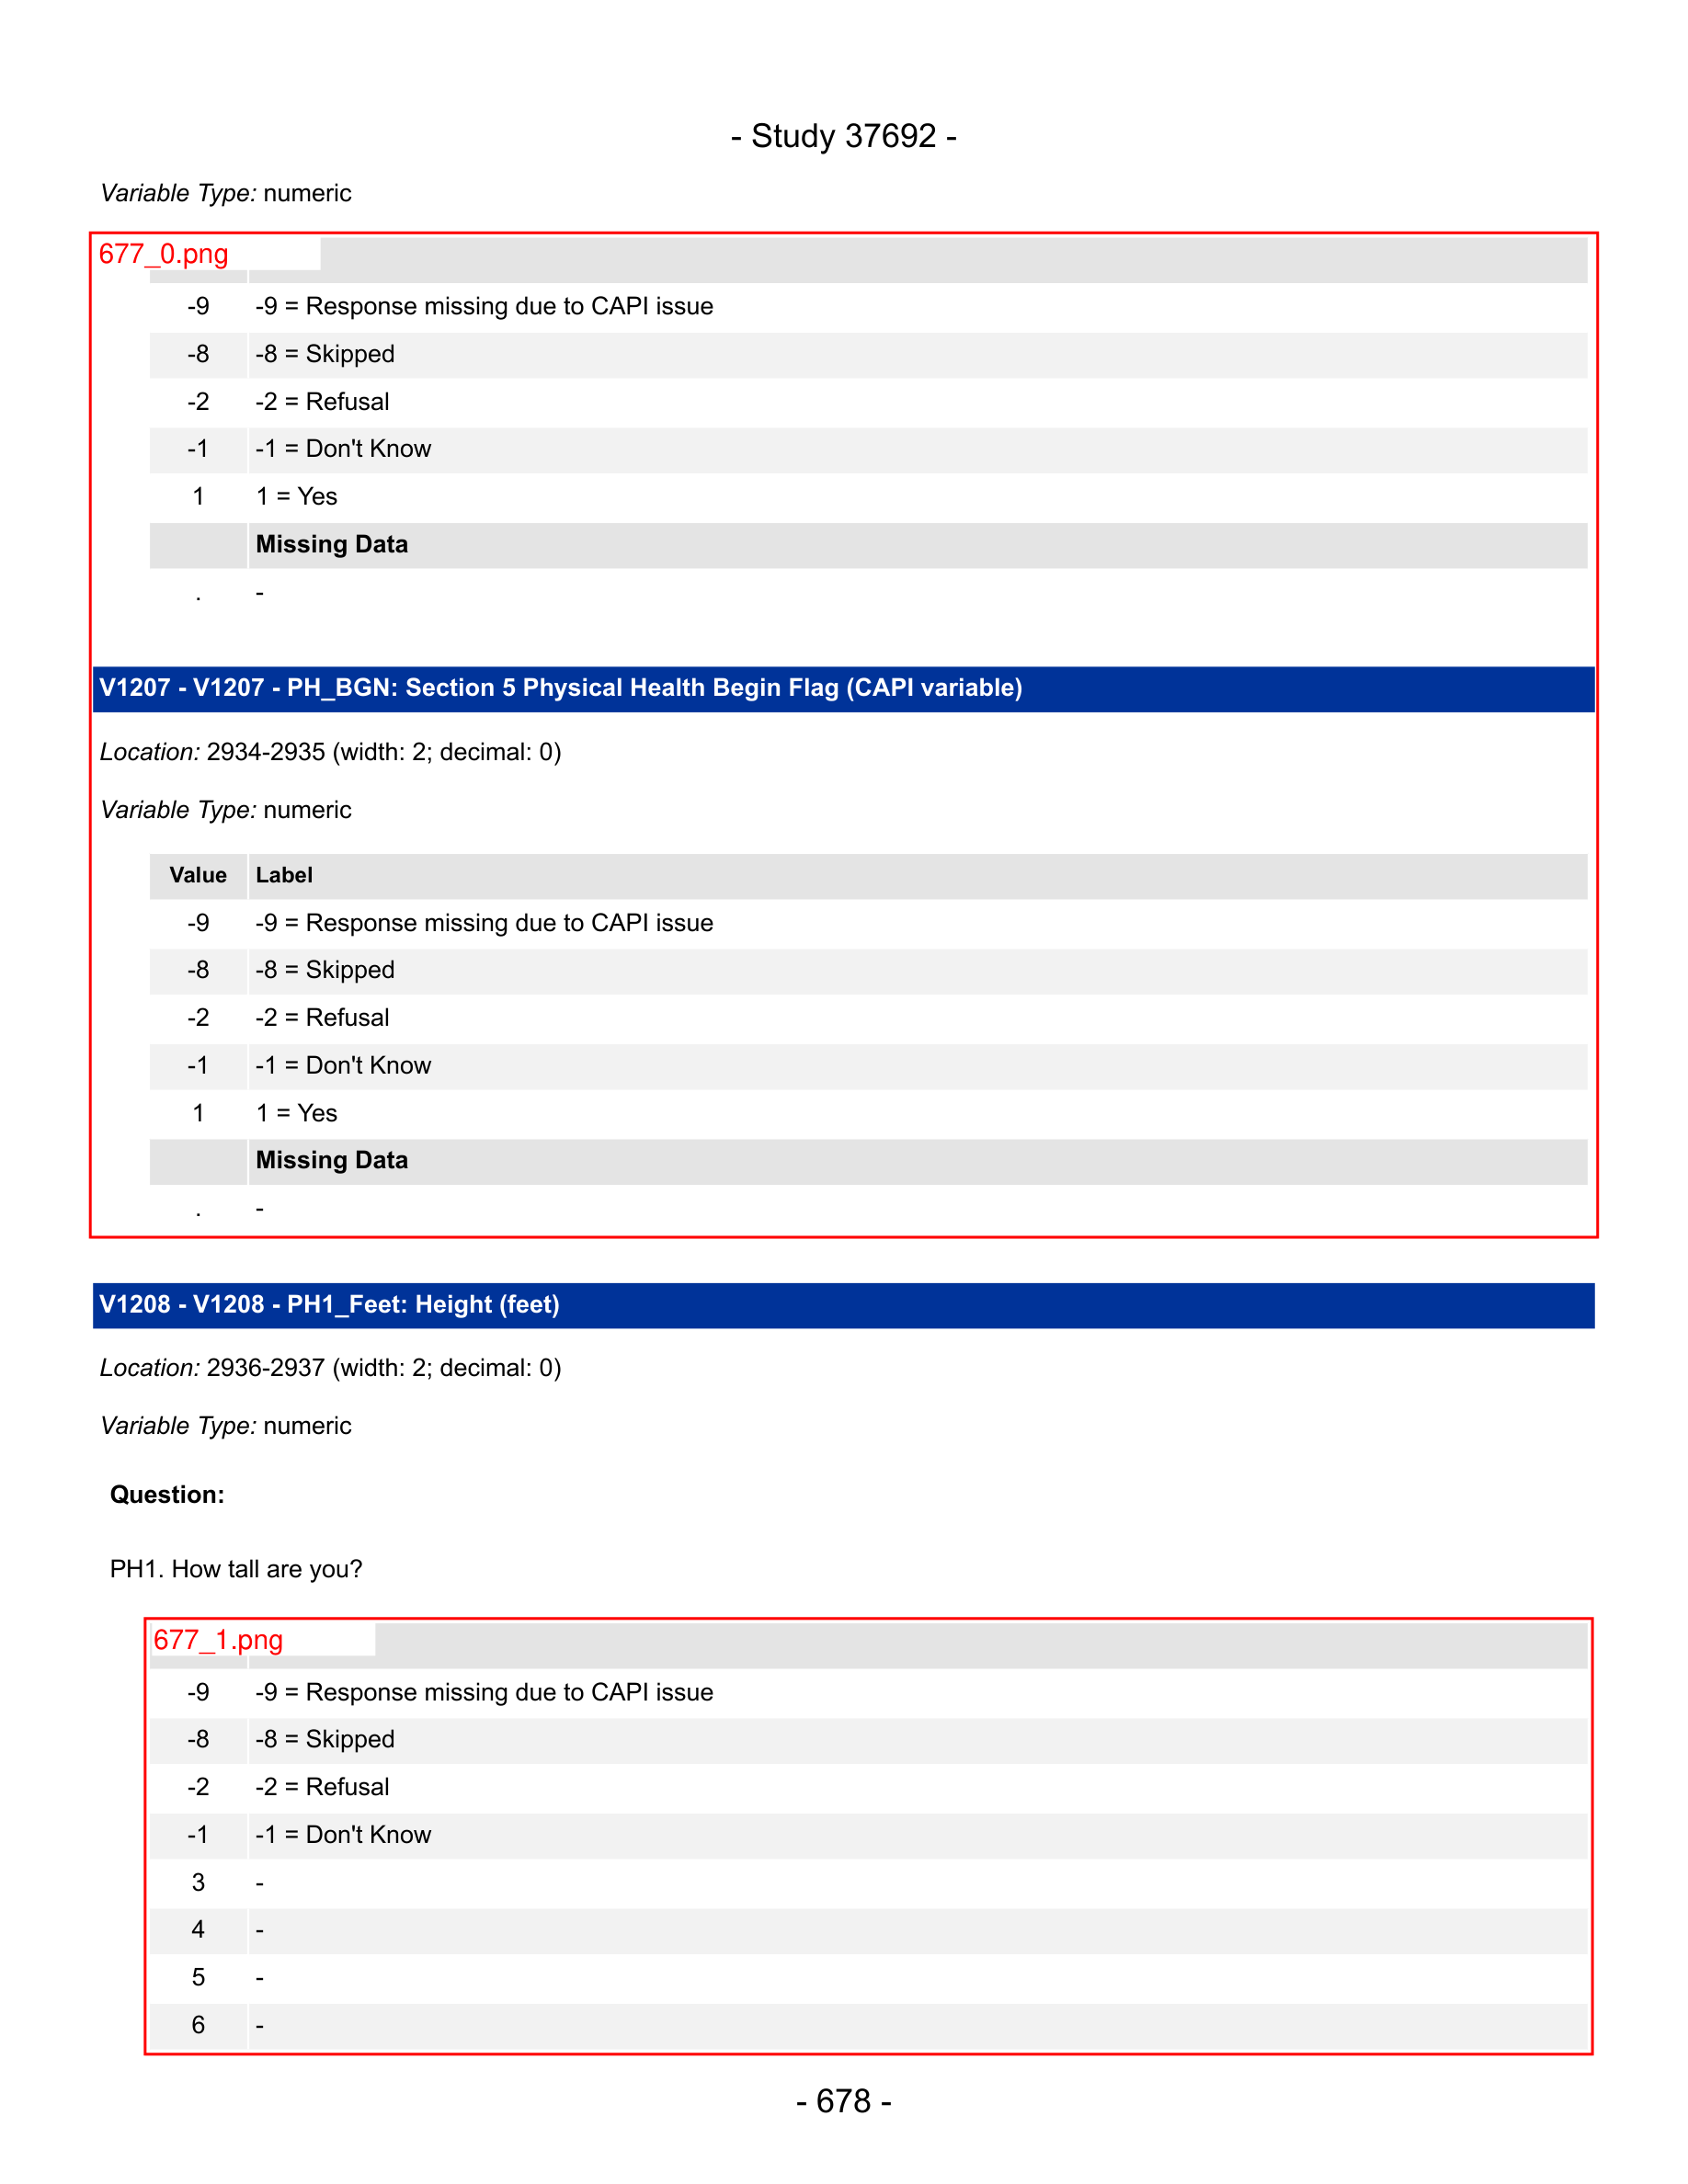 - Study 37692 -
Variable Type: numeric
677_0.png
-9 -9 = Response missing due to CAPI issue
-8 -8 = Skipped
-2 -2 = Refusal
-1 -1 = Don't Know
1 1 = Yes
Missing Data
. -
V1207 - V1207 - PH_BGN: Section 5 Physical Health Begin Flag (CAPI variable)
Location: 2934-2935 (width: 2; decimal: 0)
Variable Type: numeric
Value Label
-9 -9 = Response missing due to CAPI issue
-8 -8 = Skipped
-2 -2 = Refusal
-1 -1 = Don't Know
1 1 = Yes
Missing Data
. -
V1208 - V1208 - PH1_Feet: Height (feet)
Location: 2936-2937 (width: 2; decimal: 0)
Variable Type: numeric
Question:
PH1. How tall are you?
677_1.png
-9 -9 = Response missing due to CAPI issue
-8 -8 = Skipped
-2 -2 = Refusal
-1 -1 = Don't Know
3 -
4 -
5 -
6 -
- 678 -